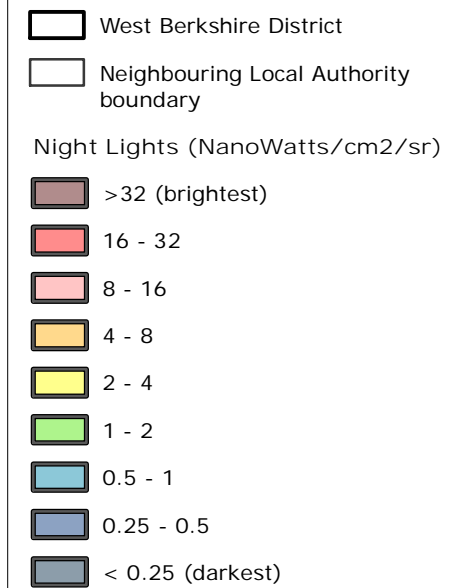 West Berkshire District
Neighbouring Local Authority
boundary
Night Lights (NanoWatts/cm2/sr)
>32 (brightest)
16 - 32
8 - 16
4 - 8
2 - 4
1 - 2
0.5 - 1
0.25 - 0.5
< 0.25 (darkest)